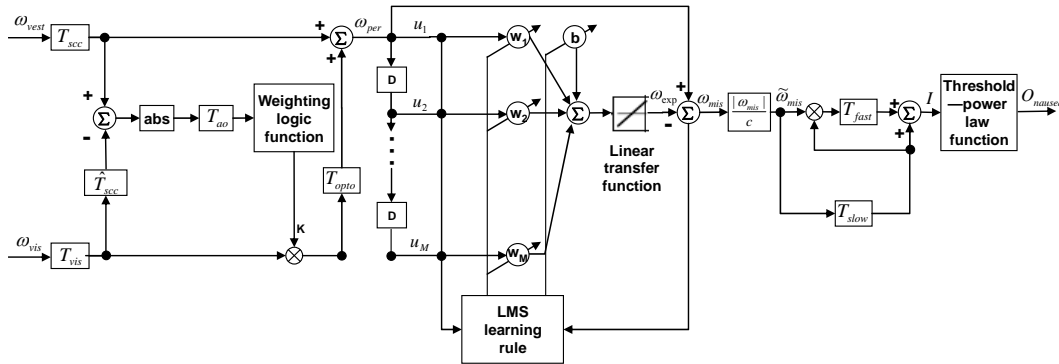 ω_vest
T_scc
+
-
abs
T_ao
Weighting
logic
function
T̂_scc
K
ω_vis
T_vis
T_opto
+
+
Σ
Σ
ω_per
u_1
D
u_2
D
u_M
w_1
b
w_2
w_M
Σ
Linear
transfer
function
LMS
learning
rule
ω_exp
+
-
Σ
ω_mis
|ω_mis|
c
ω̃_mis
T_fast
T_slow
+
+
Σ
I
Threshold
—power
law
function
O_nausea